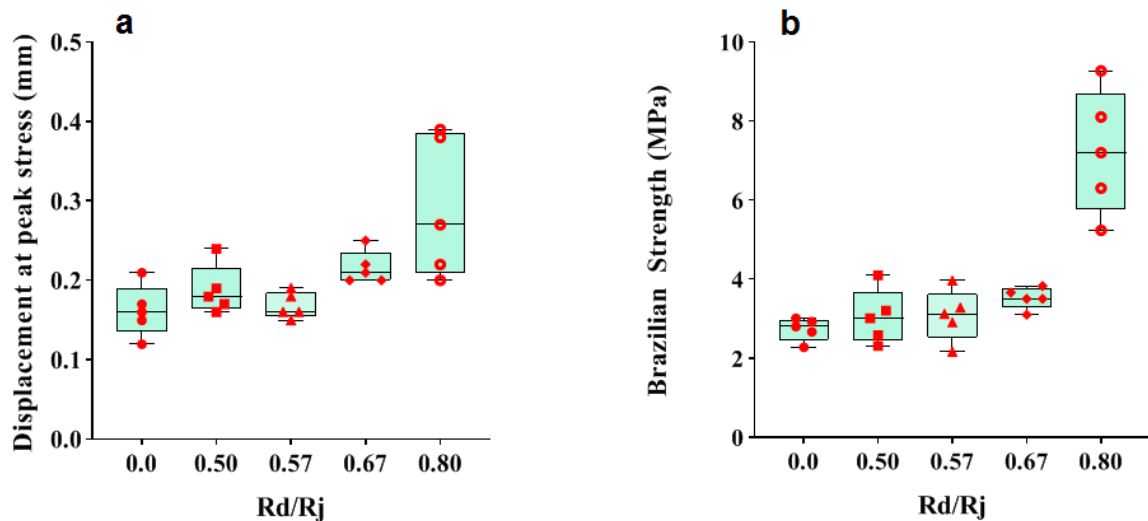 a
Displacement at peak stress (mm)
0.5
0.4
0.3
0.2
0.1
0.0
0.0 0.50 0.57 0.67 0.80
Rd/Rj
b
Brazilian Strength (MPa)
10
8
6
4
2
0
0.0 0.50 0.57 0.67 0.80
Rd/Rj